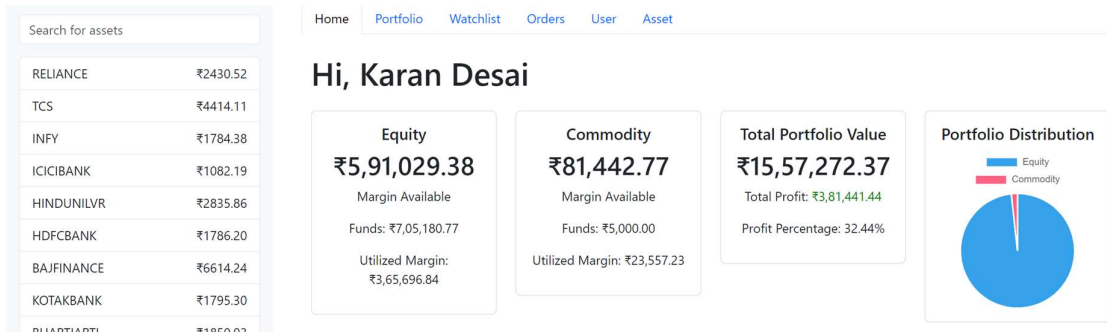 Search for assets
RELIANCE ₹2430.52
TCS ₹4414.11
INFY ₹1784.38
ICICIBANK ₹1082.19
HINDUNILVR ₹2835.86
HDFCBANK ₹1786.20
BAJFINANCE ₹6614.24
KOTAKBANK ₹1795.30
Home Portfolio Watchlist Orders User Asset
Hi, Karan Desai
Equity
₹5,91,029.38
Margin Available
Funds: ₹7,05,180.77
Utilized Margin:
₹3,65,696.84
Commodity
₹81,442.77
Margin Available
Funds: ₹5,000.00
Utilized Margin: ₹23,557.23
Total Portfolio Value
₹15,57,272.37
Total Profit: ₹3,81,441.44
Profit Percentage: 32.44%
Portfolio Distribution
Equity
Commodity